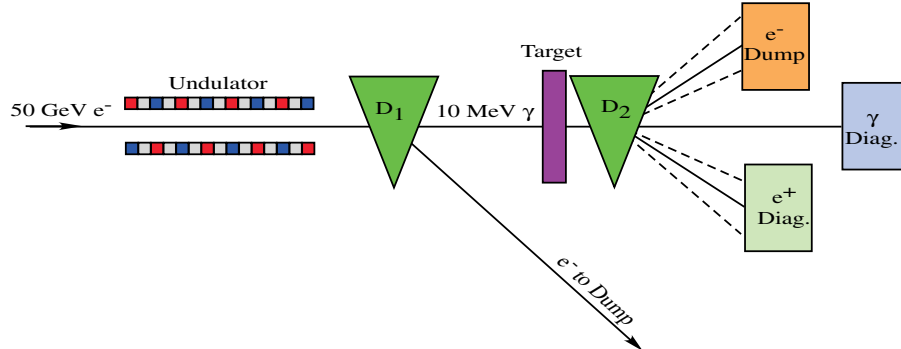 Undulator
50 GeV e-
D1
10 MeV γ
Target
D2
e-
Dump
γ
Diag.
e+
Diag.
e- to Dump